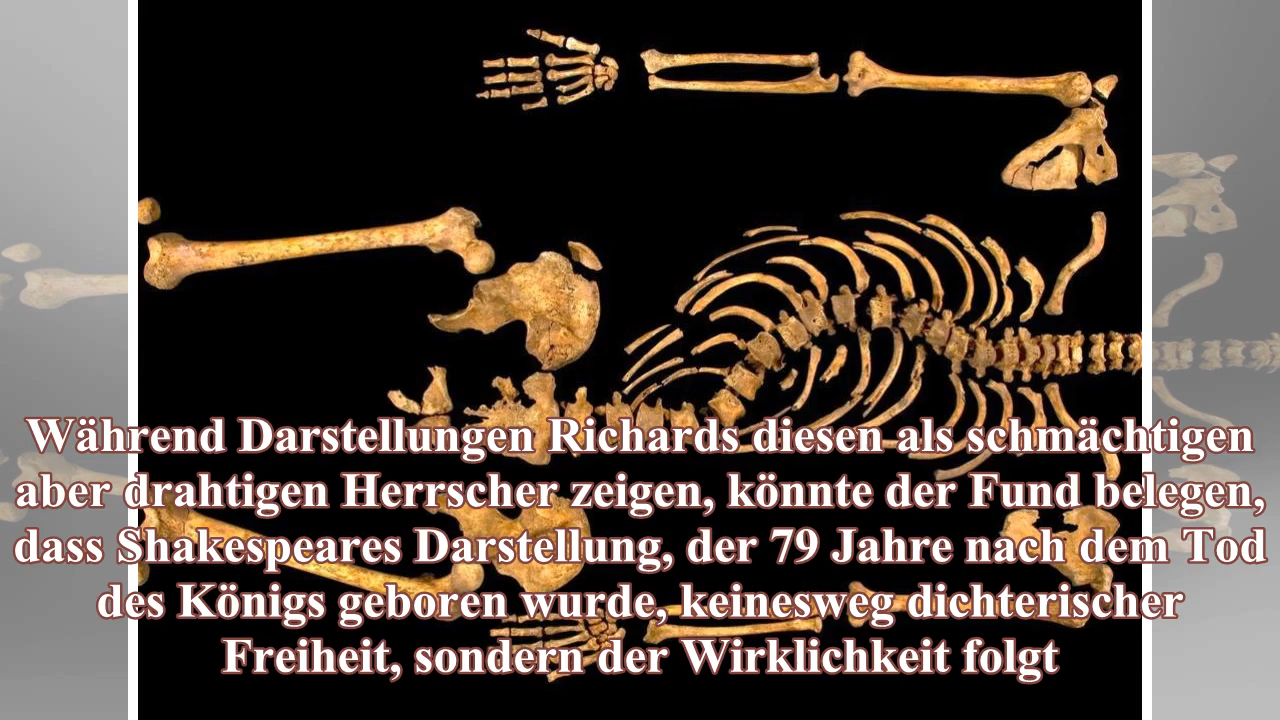 Während Darstellungen Richards diesen als schmächtigen
aber drahtigen Herrscher zeigen, könnte der Fund belegen,
dass Shakespeares Darstellung, der 79 Jahre nach dem Tod
des Königs geboren wurde, keinesweg dichterischer
Freiheit, sondern der Wirklichkeit folgt